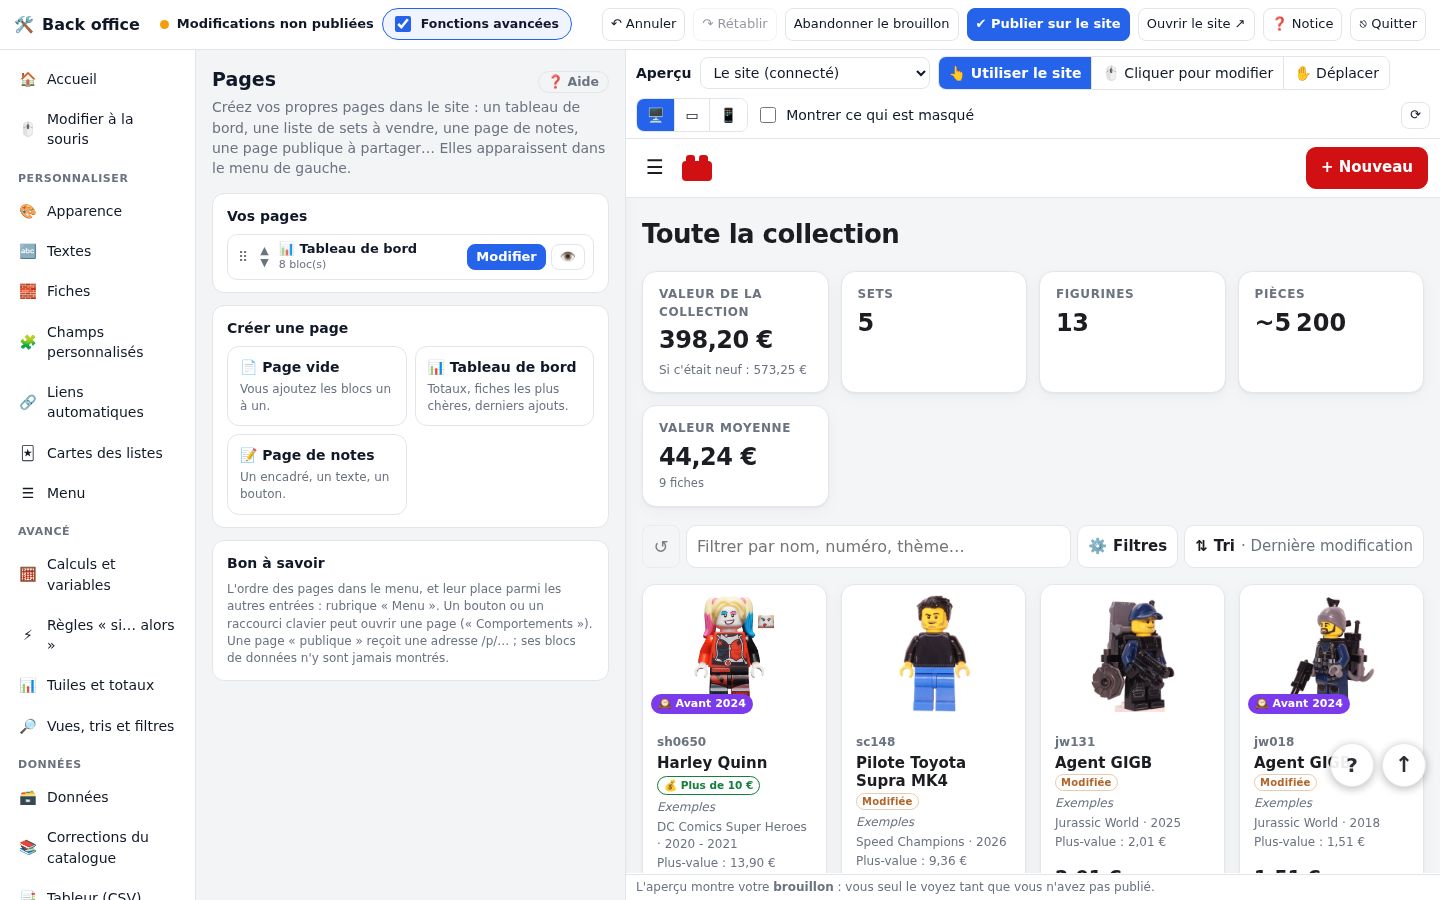 Back office
Modifications non publiées
Fonctions avancées
↶ Annuler
↷ Rétablir
Abandonner le brouillon
✔ Publier sur le site
Ouvrir le site ↗
❓ Notice
⎋ Quitter
Accueil
Modifier à la
souris
PERSONNALISER
Apparence
Textes
Fiches
Champs
personnalisés
Liens
automatiques
Cartes des listes
Menu
AVANCÉ
Calculs et
variables
Règles « si… alors
»
Tuiles et totaux
Vues, tris et filtres
DONNÉES
Données
Corrections du
catalogue
Tableur (CSV)
Pages
❓ Aide
Créez vos propres pages dans le site : un tableau de
bord, une liste de sets à vendre, une page de notes,
une page publique à partager… Elles apparaissent dans
le menu de gauche.
Vos pages
Tableau de bord
8 bloc(s)
Modifier
Créer une page
Page vide
Vous ajoutez les blocs un
à un.
Tableau de bord
Totaux, fiches les plus
chères, derniers ajouts.
Page de notes
Un encadré, un texte, un
bouton.
Bon à savoir
L'ordre des pages dans le menu, et leur place parmi les
autres entrées : rubrique « Menu ». Un bouton ou un
raccourci clavier peut ouvrir une page (« Comportements »).
Une page « publique » reçoit une adresse /p/… ; ses blocs
de données n'y sont jamais montrés.
Aperçu
Le site (connecté)
Utiliser le site
Cliquer pour modifier
Déplacer
Montrer ce qui est masqué
+ Nouveau
Toute la collection
VALEUR DE LA
COLLECTION
398,20 €
Si c'était neuf : 573,25 €
SETS
5
FIGURINES
13
PIÈCES
~5 200
VALEUR MOYENNE
44,24 €
9 fiches
Filtrer par nom, numéro, thème…
Filtres
⇅ Tri · Dernière modification
Avant 2024
sh0650
Harley Quinn
Plus de 10 €
Exemples
DC Comics Super Heroes
· 2020 - 2021
Plus-value : 13,90 €
sc148
Pilote Toyota
Supra MK4
Modifiée
Exemples
Speed Champions · 2026
Plus-value : 9,36 €
jw131
Agent GIGB
Modifiée
Exemples
Jurassic World · 2025
Plus-value : 2,01 €
Avant 2024
jw018
Agent GIGB
Modifiée
Exemples
Jurassic World · 2018
Plus-value : 1,51 €
?
↑
L'aperçu montre votre brouillon : vous seul le voyez tant que vous n'avez pas publié.